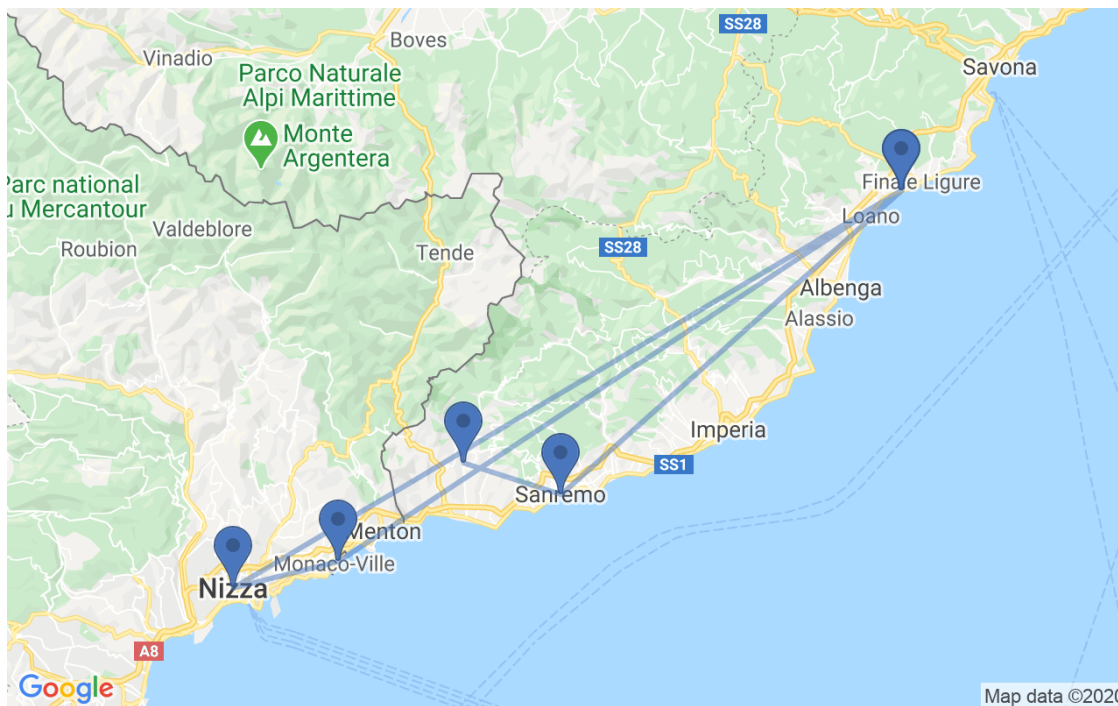 SS28
Boves
Vinadio
Savona
Parco Naturale
Alpi Marittime
Monte
Argentera
Parc national
u Mercantour
Finale Ligure
Valdeblore
Loano
Roubion
Tende
SS28
Albenga
Alassio
Imperia
SS1
Sanremo
Menton
Monaco-Ville
Nizza
A8
Google
Map data ©2020